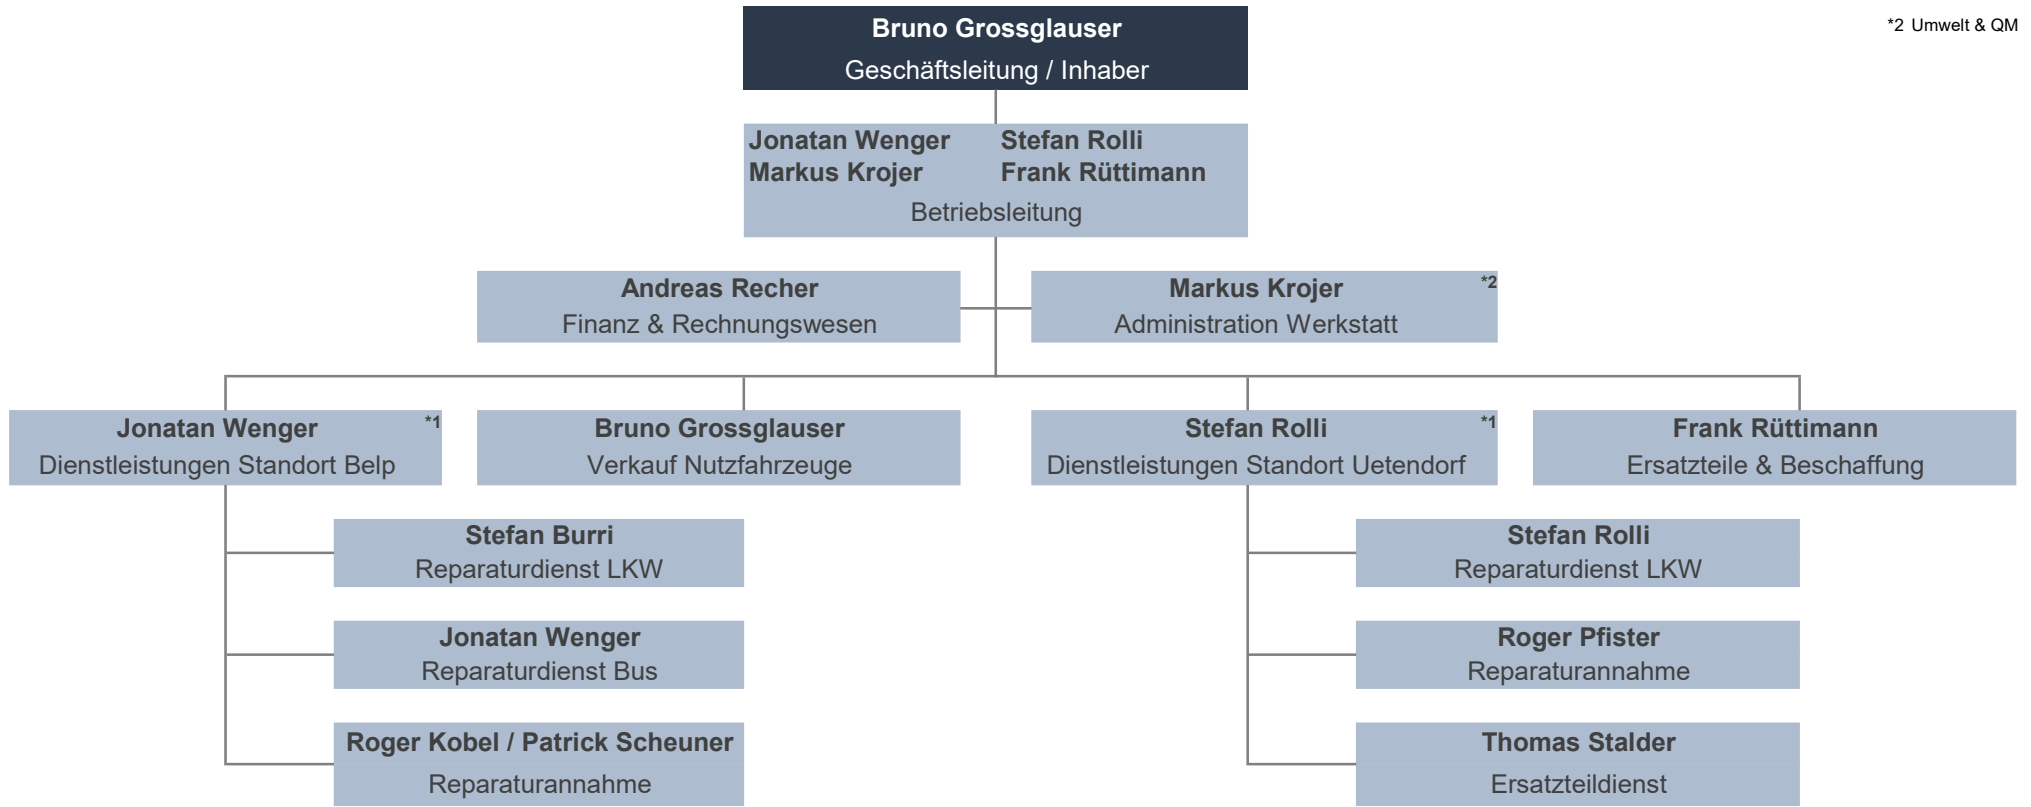 Bruno Grossglauser
Geschäftsleitung / Inhaber
*2 Umwelt & QM
Jonatan Wenger Stefan Rolli
Markus Krojer Frank Rüttimann
Betriebsleitung
Andreas Recher
Finanz & Rechnungswesen
Markus Krojer *2
Administration Werkstatt
Jonatan Wenger *1
Dienstleistungen Standort Belp
Bruno Grossglauser
Verkauf Nutzfahrzeuge
Stefan Rolli *1
Dienstleistungen Standort Uetendorf
Frank Rüttimann
Ersatzteile & Beschaffung
Stefan Burri
Reparaturdienst LKW
Jonatan Wenger
Reparaturdienst Bus
Roger Kobel / Patrick Scheuner
Reparaturannahme
Stefan Rolli
Reparaturdienst LKW
Roger Pfister
Reparaturannahme
Thomas Stalder
Ersatzteildienst